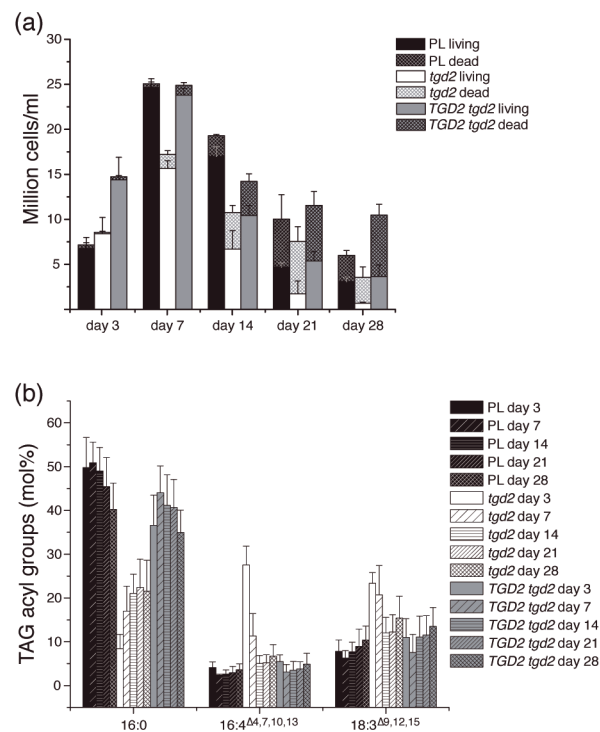 (a)
PL living
PL dead
tgd2 living
tgd2 dead
TGD2 tgd2 living
TGD2 tgd2 dead
Million cells/ml
30
25
20
15
10
5
day 3 day 7 day 14 day 21 day 28
(b)
PL day 3
PL day 7
PL day 14
PL day 21
PL day 28
tgd2 day 3
tgd2 day 7
tgd2 day 14
tgd2 day 21
tgd2 day 28
TGD2 tgd2 day 3
TGD2 tgd2 day 7
TGD2 tgd2 day 14
TGD2 tgd2 day 21
TGD2 tgd2 day 28
TAG acyl groups (mol%)
60
50
40
30
20
10
0
16:0 16:4Δ4,7,10,13 18:3Δ9,12,15